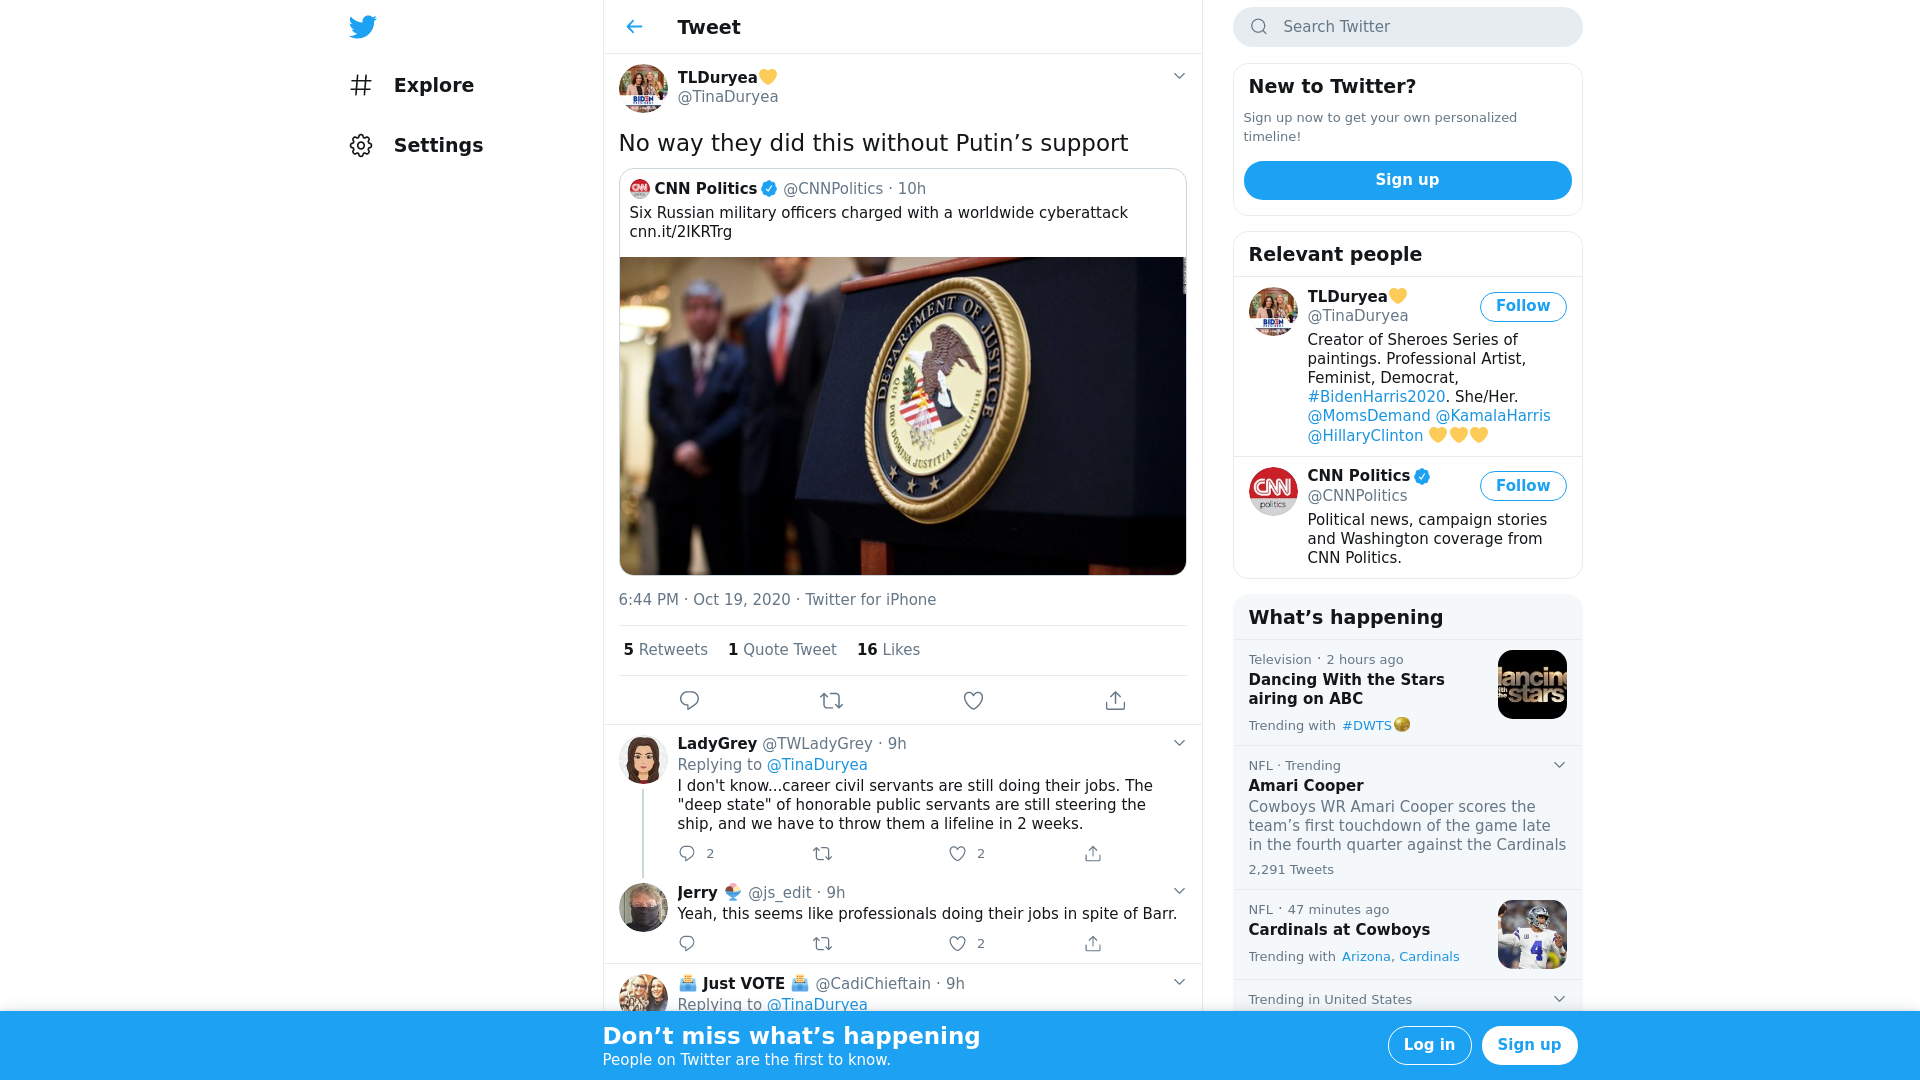 Explore
Settings
Tweet
TLDuryea💛
@TinaDuryea
No way they did this without Putin’s support
CNN Politics @CNNPolitics · 10h
Six Russian military officers charged with a worldwide cyberattack
cnn.it/2IKRTrg
DEPARTMENT OF JUSTICE
QUI PRO DOMINA JUSTITIA SEQUITUR
6:44 PM · Oct 19, 2020 · Twitter for iPhone
5 Retweets 1 Quote Tweet 16 Likes
LadyGrey @TWLadyGrey · 9h
Replying to @TinaDuryea
I don't know...career civil servants are still doing their jobs. The
"deep state" of honorable public servants are still steering the
ship, and we have to throw them a lifeline in 2 weeks.
2 2
Jerry 🍨 @js_edit · 9h
Yeah, this seems like professionals doing their jobs in spite of Barr.
2
🗳️ Just VOTE 🗳️ @CadiChieftain · 9h
Replying to @TinaDuryea
Search Twitter
New to Twitter?
Sign up now to get your own personalized
timeline!
Sign up
Relevant people
TLDuryea💛
@TinaDuryea
Follow
BIDEN
Creator of Sheroes Series of
paintings. Professional Artist,
Feminist, Democrat,
#BidenHarris2020. She/Her.
@MomsDemand @KamalaHarris
@HillaryClinton 💛💛💛
CNN Politics
@CNNPolitics
Follow
CNN
politics
Political news, campaign stories
and Washington coverage from
CNN Politics.
What’s happening
Television · 2 hours ago
Dancing With the Stars
airing on ABC
Trending with #DWTS
NFL · Trending
Amari Cooper
Cowboys WR Amari Cooper scores the
team’s first touchdown of the game late
in the fourth quarter against the Cardinals
2,291 Tweets
NFL · 47 minutes ago
Cardinals at Cowboys
Trending with Arizona, Cardinals
Trending in United States
Don’t miss what’s happening
People on Twitter are the first to know.
Log in
Sign up